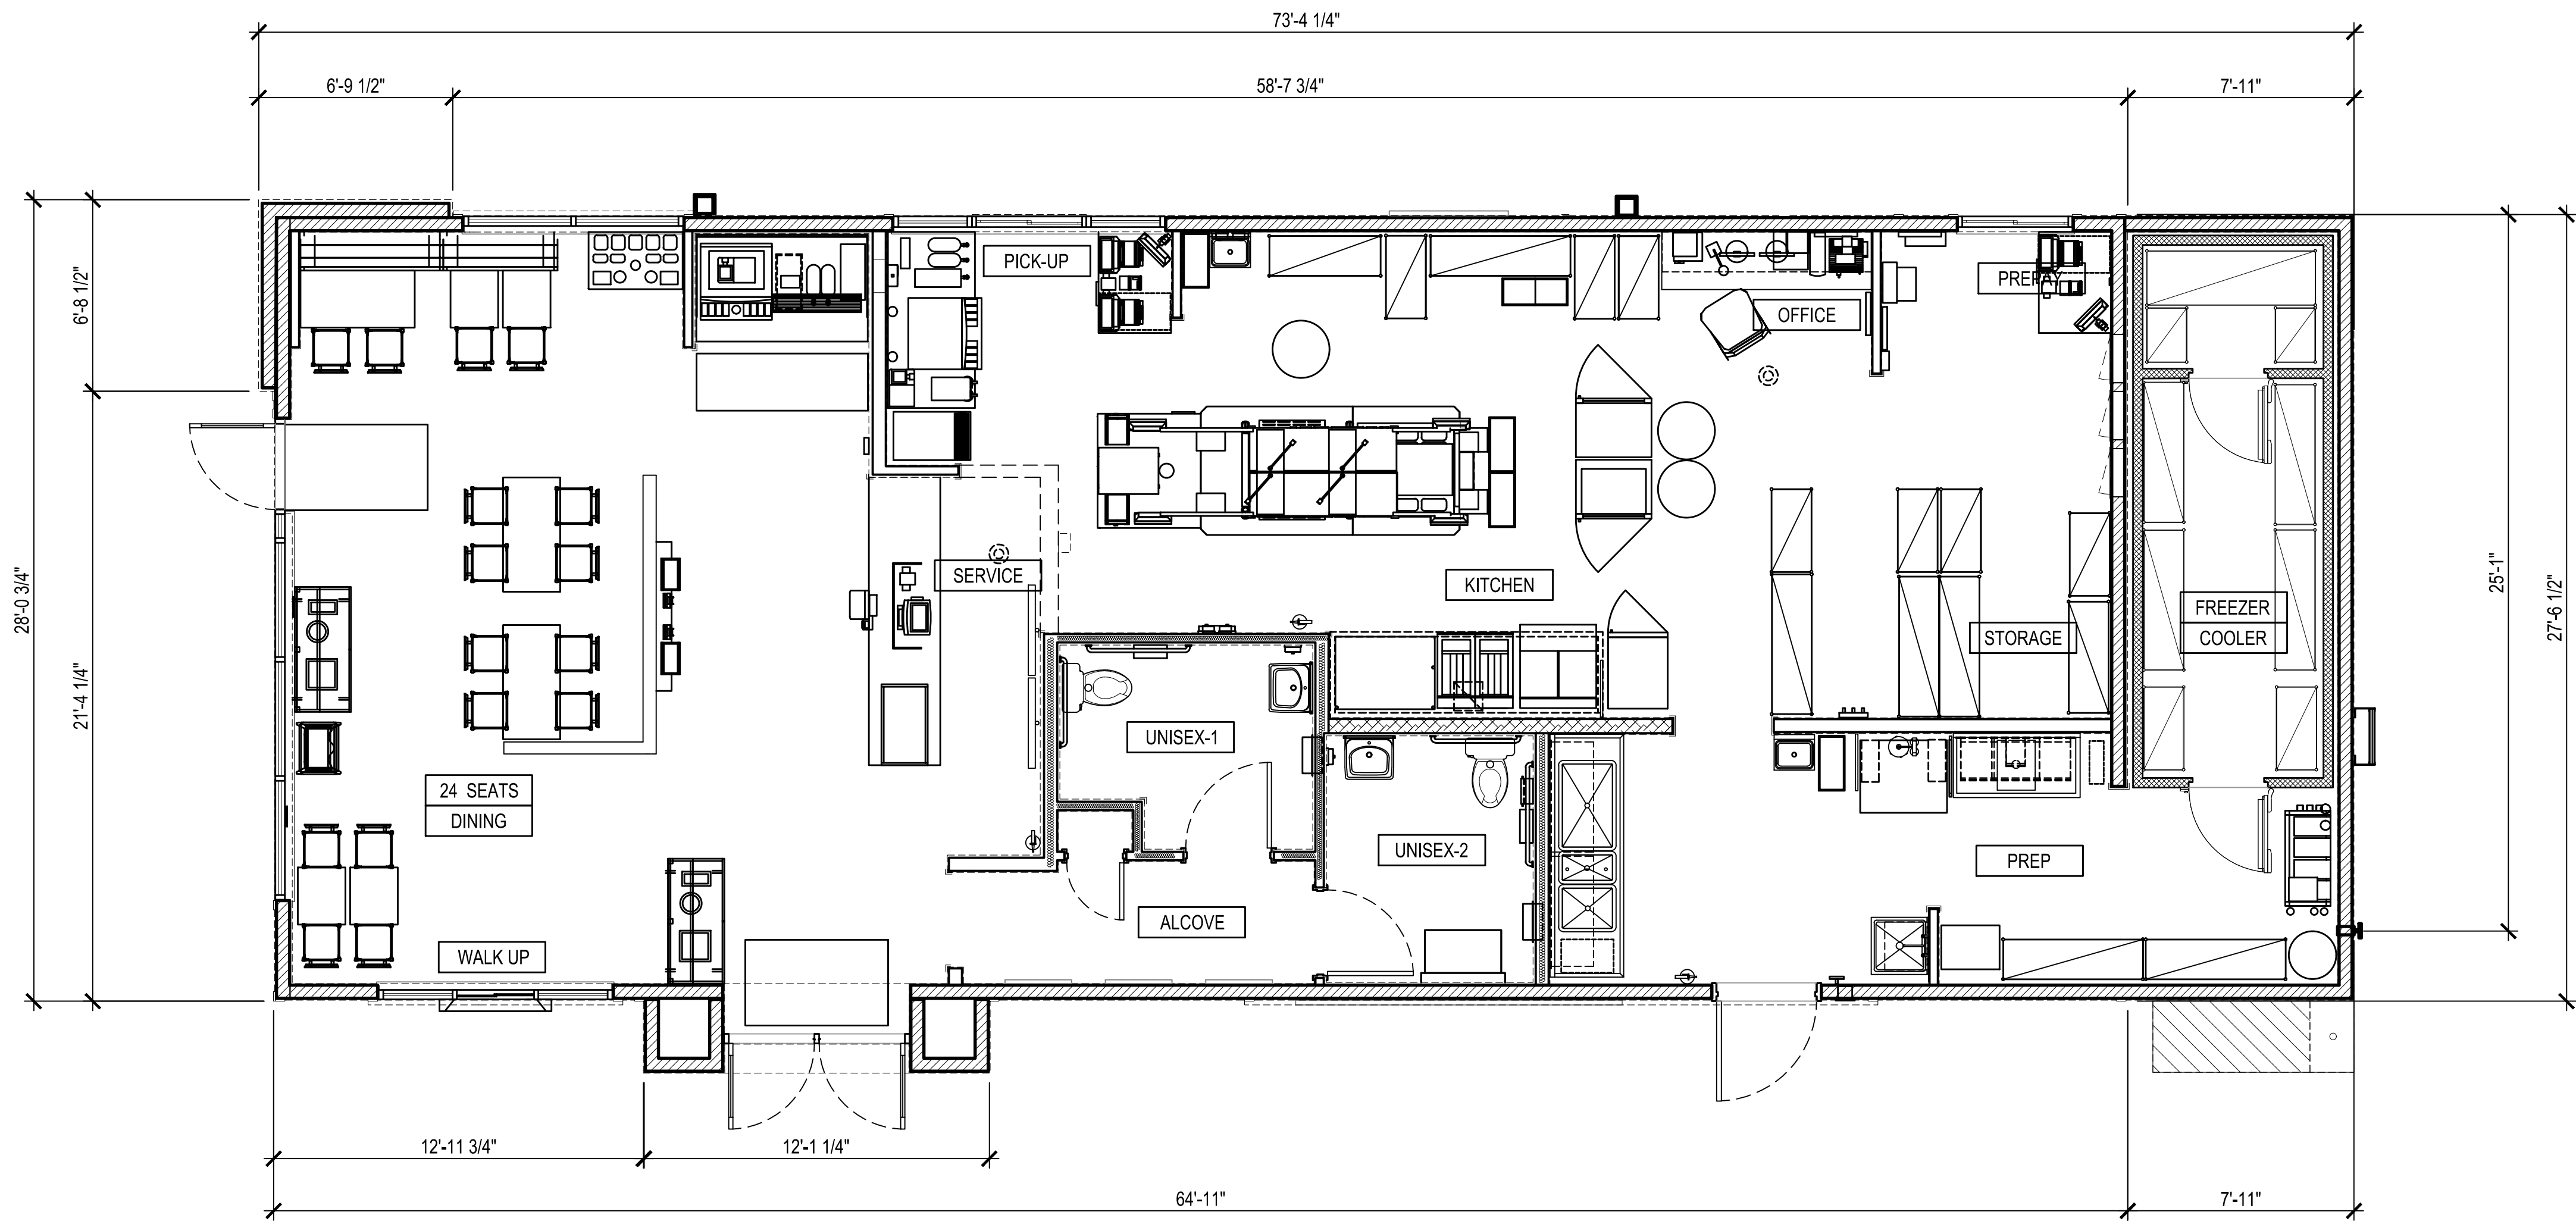 73'-4 1/4"
6'-9 1/2"
58'-7 3/4"
7'-11"
PICK-UP
PREPAY
OFFICE
6'-8 1/2"
28'-0 3/4"
21'-4 1/4"
25'-1"
27'-6 1/2"
SERVICE
KITCHEN
FREEZER
COOLER
STORAGE
UNISEX-1
24 SEATS
DINING
UNISEX-2
PREP
ALCOVE
WALK UP
12'-11 3/4"
12'-1 1/4"
64'-11"
7'-11"